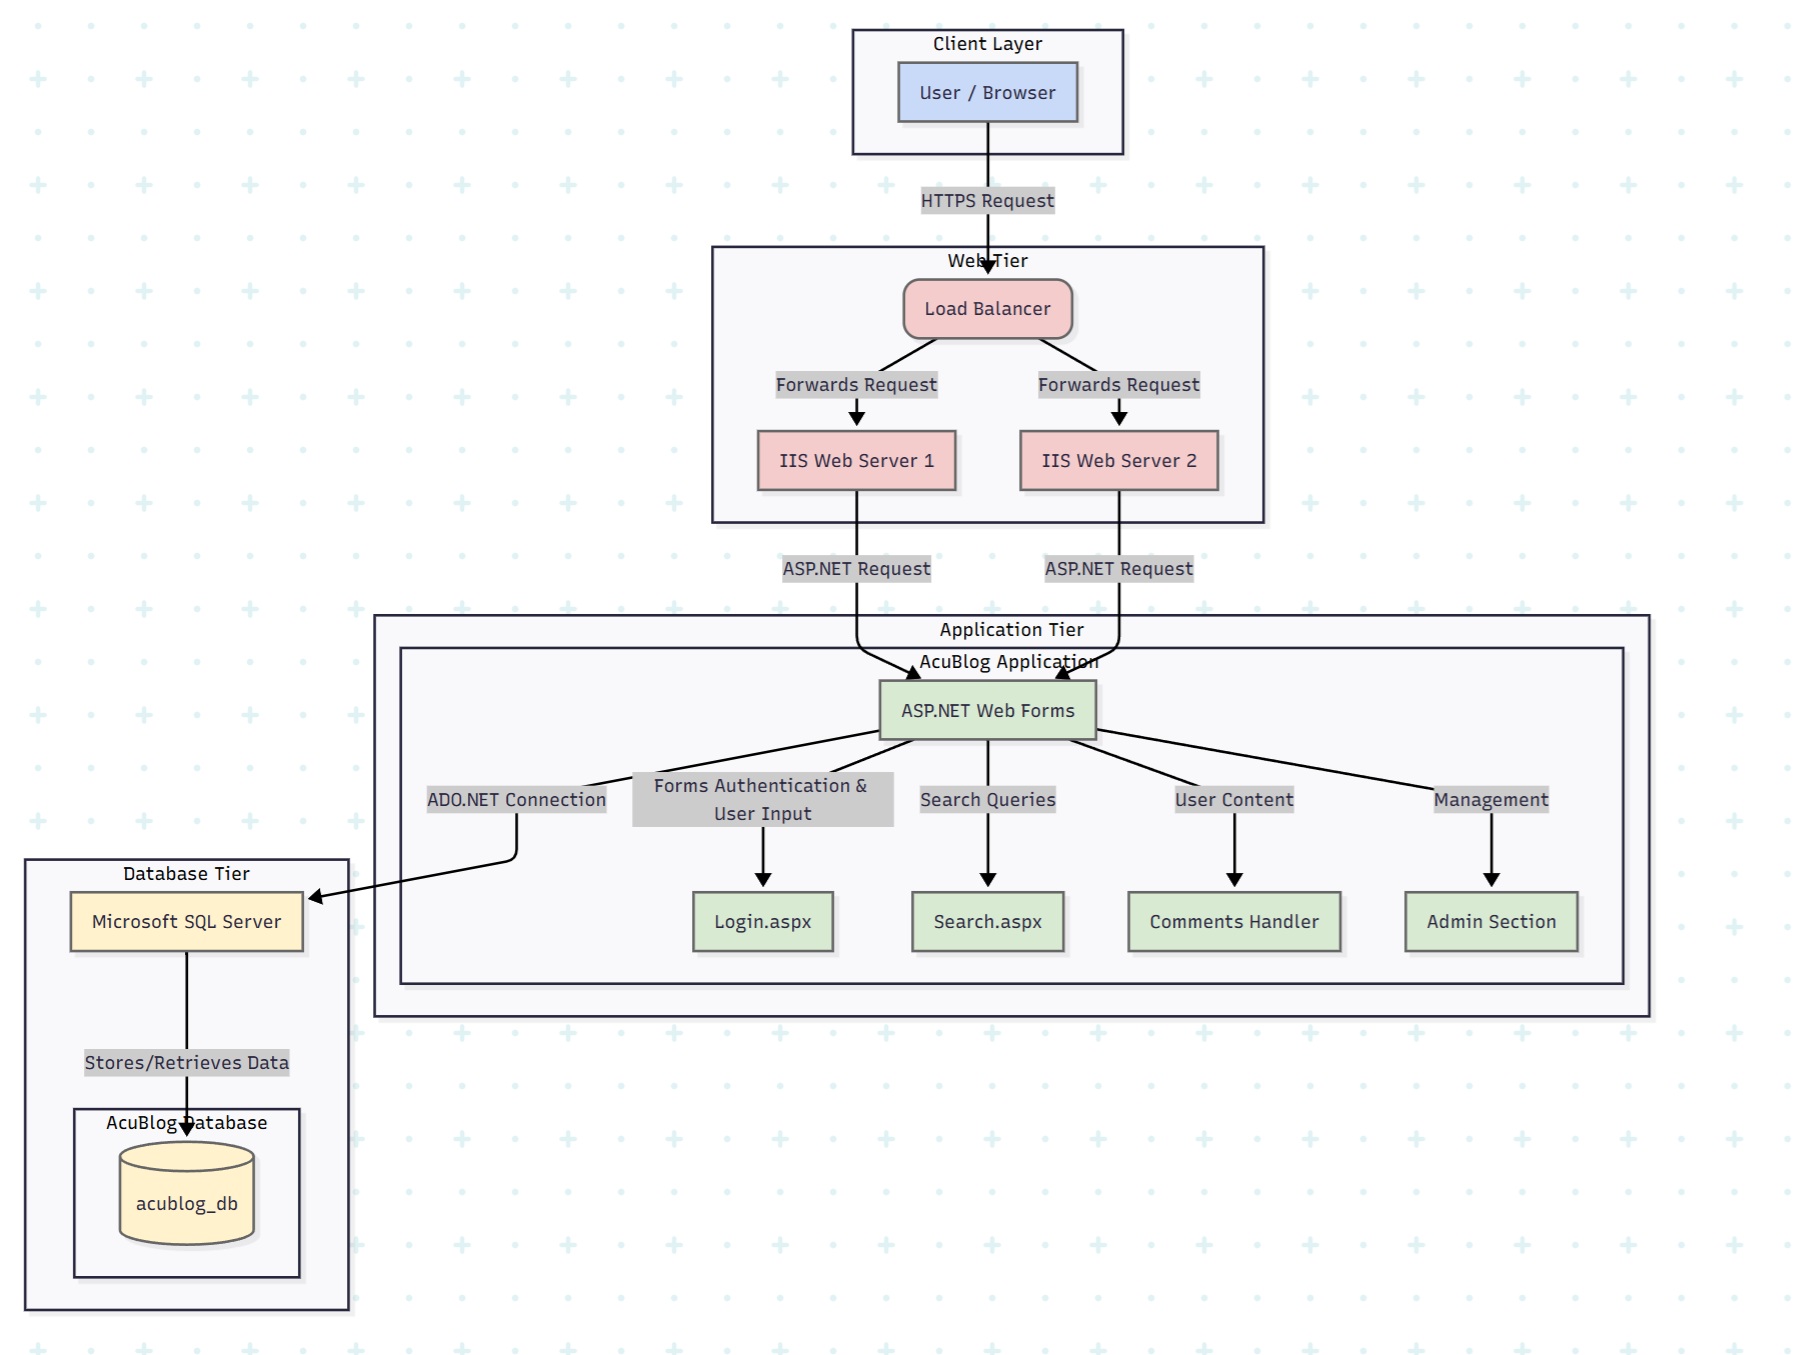 Client Layer
User / Browser
HTTPS Request
Web Tier
Load Balancer
Forwards Request
Forwards Request
IIS Web Server 1
IIS Web Server 2
ASP.NET Request
ASP.NET Request
Application Tier
AcuBlog Application
ASP.NET Web Forms
ADO.NET Connection
Forms Authentication &
User Input
Search Queries
User Content
Management
Database Tier
Microsoft SQL Server
Login.aspx
Search.aspx
Comments Handler
Admin Section
Stores/Retrieves Data
AcuBlog Database
acublog_db